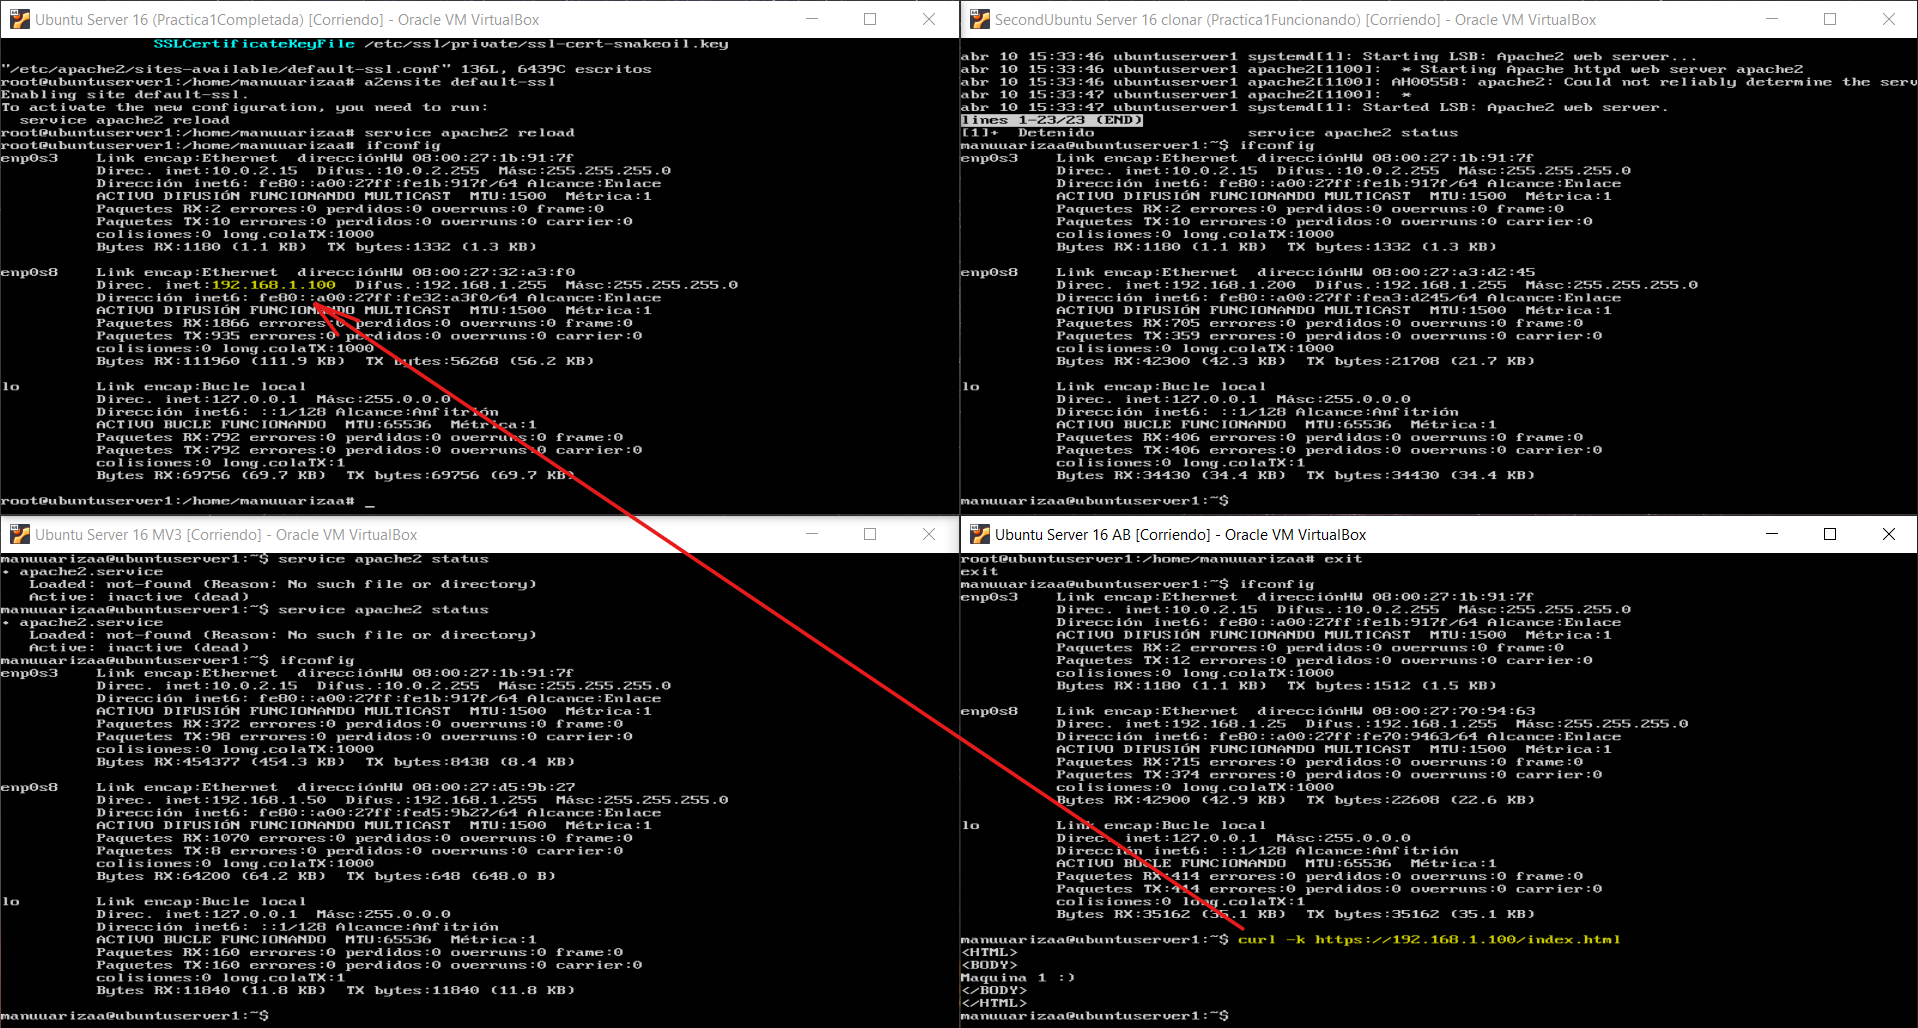 Ubuntu Server 16 (Practica1Completada) [Corriendo] - Oracle VM VirtualBox
SSLCertificateKeyFile /etc/ssl/private/ssl-cert-snakeoil.key
"/etc/apache2/sites-available/default-ssl.conf" 136L, 6439C escritos
root@ubuntuserver1:/home/manuuarizaa# a2ensite default-ssl
Enabling site default-ssl.
To activate the new configuration, you need to run:
service apache2 reload
root@ubuntuserver1:/home/manuuarizaa# service apache2 reload
root@ubuntuserver1:/home/manuuarizaa# ifconfig
enp0s3 Link encap:Ethernet direcciónHW 08:00:27:1b:91:7f
Direc. inet:10.0.2.15 Difus.:10.0.2.255 Másc:255.255.255.0
Dirección inet6: fe80::a00:27ff:fe1b:917f/64 Alcance:Enlace
ACTIVO DIFUSIÓN FUNCIONANDO MULTICAST MTU:1500 Métrica:1
Paquetes RX:2 errores:0 perdidos:0 overruns:0 frame:0
Paquetes TX:10 errores:0 perdidos:0 overruns:0 carrier:0
colisiones:0 long.colaTX:1000
Bytes RX:1180 (1.1 KB) TX bytes:1332 (1.3 KB)
enp0s8 Link encap:Ethernet direcciónHW 08:00:27:32:a3:f0
Direc. inet:192.168.1.100 Difus.:192.168.1.255 Másc:255.255.255.0
Dirección inet6: fe80::a00:27ff:fe32:a3f0/64 Alcance:Enlace
ACTIVO DIFUSIÓN FUNCIONANDO MULTICAST MTU:1500 Métrica:1
Paquetes RX:1866 errores:0 perdidos:0 overruns:0 frame:0
Paquetes TX:935 errores:0 perdidos:0 overruns:0 carrier:0
colisiones:0 long.colaTX:1000
Bytes RX:111960 (111.9 KB) TX bytes:56268 (56.2 KB)
lo Link encap:Bucle local
Direc. inet:127.0.0.1 Másc:255.0.0.0
Dirección inet6: ::1/128 Alcance:Anfitrión
ACTIVO BUCLE FUNCIONANDO MTU:65536 Métrica:1
Paquetes RX:792 errores:0 perdidos:0 overruns:0 frame:0
Paquetes TX:792 errores:0 perdidos:0 overruns:0 carrier:0
colisiones:0 long.colaTX:1
Bytes RX:69756 (69.7 KB) TX bytes:69756 (69.7 KB)
root@ubuntuserver1:/home/manuuarizaa# _
SecondUbuntu Server 16 clonar (Practica1Funcionando) [Corriendo] - Oracle VM VirtualBox
abr 10 15:33:46 ubuntuserver1 systemd[1]: Starting LSB: Apache2 web server...
abr 10 15:33:46 ubuntuserver1 apache2[1100]: * Starting Apache httpd web server apache2
abr 10 15:33:47 ubuntuserver1 apache2[1100]: AH00558: apache2: Could not reliably determine the serv
abr 10 15:33:47 ubuntuserver1 apache2[1100]: *
abr 10 15:33:47 ubuntuserver1 systemd[1]: Started LSB: Apache2 web server.
lines 1-23/23 (END)
[1]+ Detenido service apache2 status
manuuarizaa@ubuntuserver1:~$ ifconfig
enp0s3 Link encap:Ethernet direcciónHW 08:00:27:1b:91:7f
Direc. inet:10.0.2.15 Difus.:10.0.2.255 Másc:255.255.255.0
Dirección inet6: fe80::a00:27ff:fe1b:917f/64 Alcance:Enlace
ACTIVO DIFUSIÓN FUNCIONANDO MULTICAST MTU:1500 Métrica:1
Paquetes RX:2 errores:0 perdidos:0 overruns:0 frame:0
Paquetes TX:10 errores:0 perdidos:0 overruns:0 carrier:0
colisiones:0 long.colaTX:1000
Bytes RX:1180 (1.1 KB) TX bytes:1332 (1.3 KB)
enp0s8 Link encap:Ethernet direcciónHW 08:00:27:a3:d2:45
Direc. inet:192.168.1.200 Difus.:192.168.1.255 Másc:255.255.255.0
Dirección inet6: fe80::a00:27ff:fea3:d245/64 Alcance:Enlace
ACTIVO DIFUSIÓN FUNCIONANDO MULTICAST MTU:1500 Métrica:1
Paquetes RX:705 errores:0 perdidos:0 overruns:0 frame:0
Paquetes TX:359 errores:0 perdidos:0 overruns:0 carrier:0
colisiones:0 long.colaTX:1000
Bytes RX:42300 (42.3 KB) TX bytes:21708 (21.7 KB)
lo Link encap:Bucle local
Direc. inet:127.0.0.1 Másc:255.0.0.0
Dirección inet6: ::1/128 Alcance:Anfitrión
ACTIVO BUCLE FUNCIONANDO MTU:65536 Métrica:1
Paquetes RX:406 errores:0 perdidos:0 overruns:0 frame:0
Paquetes TX:406 errores:0 perdidos:0 overruns:0 carrier:0
colisiones:0 long.colaTX:1
Bytes RX:34430 (34.4 KB) TX bytes:34430 (34.4 KB)
manuuarizaa@ubuntuserver1:~$
Ubuntu Server 16 MV3 [Corriendo] - Oracle VM VirtualBox
manuuarizaa@ubuntuserver1:~$ service apache2 status
• apache2.service
Loaded: not-found (Reason: No such file or directory)
Active: inactive (dead)
manuuarizaa@ubuntuserver1:~$ service apache2 status
• apache2.service
Loaded: not-found (Reason: No such file or directory)
Active: inactive (dead)
manuuarizaa@ubuntuserver1:~$ ifconfig
enp0s3 Link encap:Ethernet direcciónHW 08:00:27:1b:91:7f
Direc. inet:10.0.2.15 Difus.:10.0.2.255 Másc:255.255.255.0
Dirección inet6: fe80::a00:27ff:fe1b:917f/64 Alcance:Enlace
ACTIVO DIFUSIÓN FUNCIONANDO MULTICAST MTU:1500 Métrica:1
Paquetes RX:372 errores:0 perdidos:0 overruns:0 frame:0
Paquetes TX:98 errores:0 perdidos:0 overruns:0 carrier:0
colisiones:0 long.colaTX:1000
Bytes RX:454377 (454.3 KB) TX bytes:8438 (8.4 KB)
enp0s8 Link encap:Ethernet direcciónHW 08:00:27:d5:9b:27
Direc. inet:192.168.1.50 Difus.:192.168.1.255 Másc:255.255.255.0
Dirección inet6: fe80::a00:27ff:fed5:9b27/64 Alcance:Enlace
ACTIVO DIFUSIÓN FUNCIONANDO MULTICAST MTU:1500 Métrica:1
Paquetes RX:1070 errores:0 perdidos:0 overruns:0 frame:0
Paquetes TX:8 errores:0 perdidos:0 overruns:0 carrier:0
colisiones:0 long.colaTX:1000
Bytes RX:64200 (64.2 KB) TX bytes:648 (648.0 B)
lo Link encap:Bucle local
Direc. inet:127.0.0.1 Másc:255.0.0.0
Dirección inet6: ::1/128 Alcance:Anfitrión
ACTIVO BUCLE FUNCIONANDO MTU:65536 Métrica:1
Paquetes RX:160 errores:0 perdidos:0 overruns:0 frame:0
Paquetes TX:160 errores:0 perdidos:0 overruns:0 carrier:0
colisiones:0 long.colaTX:1
Bytes RX:11840 (11.8 KB) TX bytes:11840 (11.8 KB)
manuuarizaa@ubuntuserver1:~$
Ubuntu Server 16 AB [Corriendo] - Oracle VM VirtualBox
root@ubuntuserver1:/home/manuuarizaa# exit
exit
manuuarizaa@ubuntuserver1:~$ ifconfig
enp0s3 Link encap:Ethernet direcciónHW 08:00:27:1b:91:7f
Direc. inet:10.0.2.15 Difus.:10.0.2.255 Másc:255.255.255.0
Dirección inet6: fe80::a00:27ff:fe1b:917f/64 Alcance:Enlace
ACTIVO DIFUSIÓN FUNCIONANDO MULTICAST MTU:1500 Métrica:1
Paquetes RX:2 errores:0 perdidos:0 overruns:0 frame:0
Paquetes TX:12 errores:0 perdidos:0 overruns:0 carrier:0
colisiones:0 long.colaTX:1000
Bytes RX:1180 (1.1 KB) TX bytes:1512 (1.5 KB)
enp0s8 Link encap:Ethernet direcciónHW 08:00:27:70:94:63
Direc. inet:192.168.1.25 Difus.:192.168.1.255 Másc:255.255.255.0
Dirección inet6: fe80::a00:27ff:fe70:9463/64 Alcance:Enlace
ACTIVO DIFUSIÓN FUNCIONANDO MULTICAST MTU:1500 Métrica:1
Paquetes RX:715 errores:0 perdidos:0 overruns:0 frame:0
Paquetes TX:374 errores:0 perdidos:0 overruns:0 carrier:0
colisiones:0 long.colaTX:1000
Bytes RX:42900 (42.9 KB) TX bytes:22608 (22.6 KB)
lo Link encap:Bucle local
Direc. inet:127.0.0.1 Másc:255.0.0.0
Dirección inet6: ::1/128 Alcance:Anfitrión
ACTIVO BUCLE FUNCIONANDO MTU:65536 Métrica:1
Paquetes RX:414 errores:0 perdidos:0 overruns:0 frame:0
Paquetes TX:414 errores:0 perdidos:0 overruns:0 carrier:0
colisiones:0 long.colaTX:1
Bytes RX:35162 (35.1 KB) TX bytes:35162 (35.1 KB)
manuuarizaa@ubuntuserver1:~$ curl -k https://192.168.1.100/index.html
<HTML>
<BODY>
Maquina 1 :)
</BODY>
</HTML>
manuuarizaa@ubuntuserver1:~$